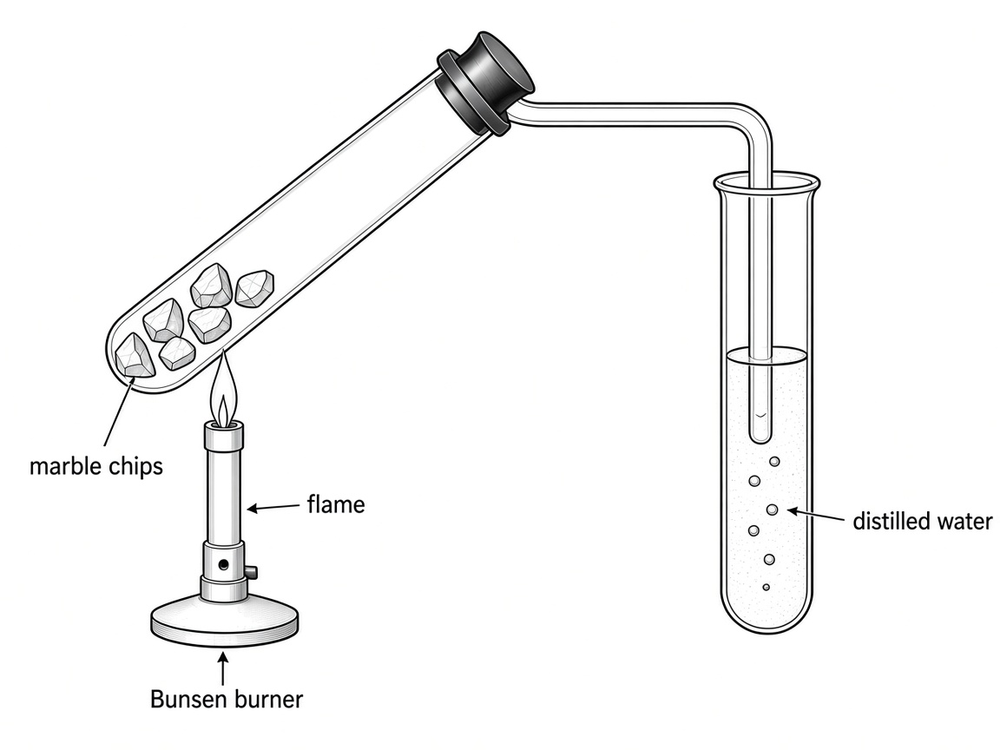 marble chips
flame
distilled water
Bunsen burner